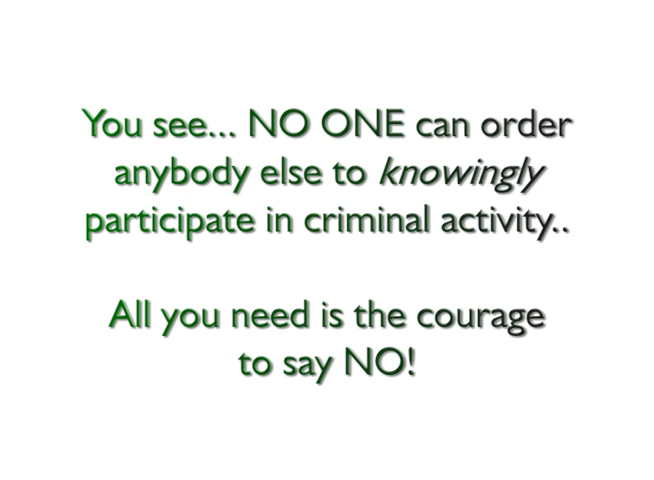 You see... NO ONE can order
anybody else to knowingly
participate in criminal activity..
All you need is the courage
to say NO!